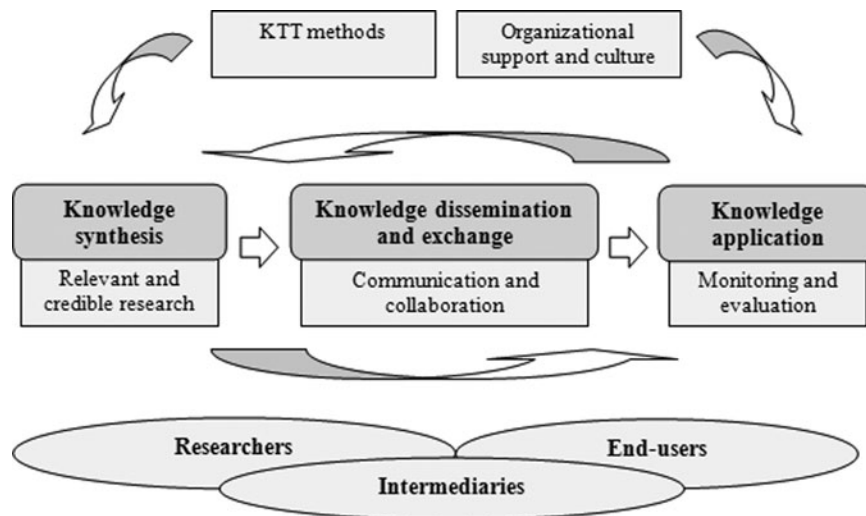 KTT methods
Organizational
support and culture
Knowledge
synthesis
Relevant and
credible research
Knowledge dissemination
and exchange
Communication and
collaboration
Knowledge
application
Monitoring and
evaluation
Researchers
End-users
Intermediaries